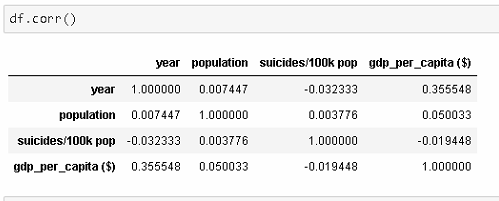 df.corr()
year population suicides/100k pop gdp_per_capita ($)
year 1.000000 0.007447 -0.032333 0.355548
population 0.007447 1.000000 0.003776 0.050033
suicides/100k pop -0.032333 0.003776 1.000000 -0.019448
gdp_per_capita ($) 0.355548 0.050033 -0.019448 1.000000